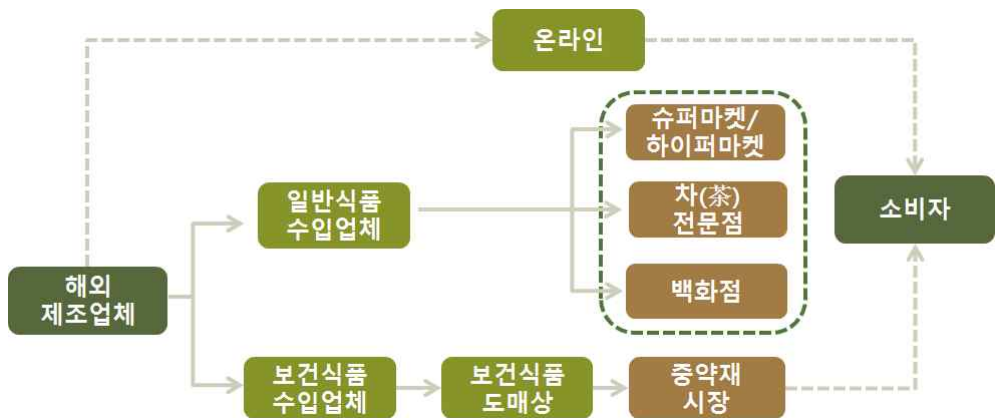 온라인
슈퍼마켓/
하이퍼마켓
일반식품
수입업체
차(茶)
전문점
소비자
해외
제조업체
백화점
보건식품
수입업체
보건식품
도매상
중약재
시장